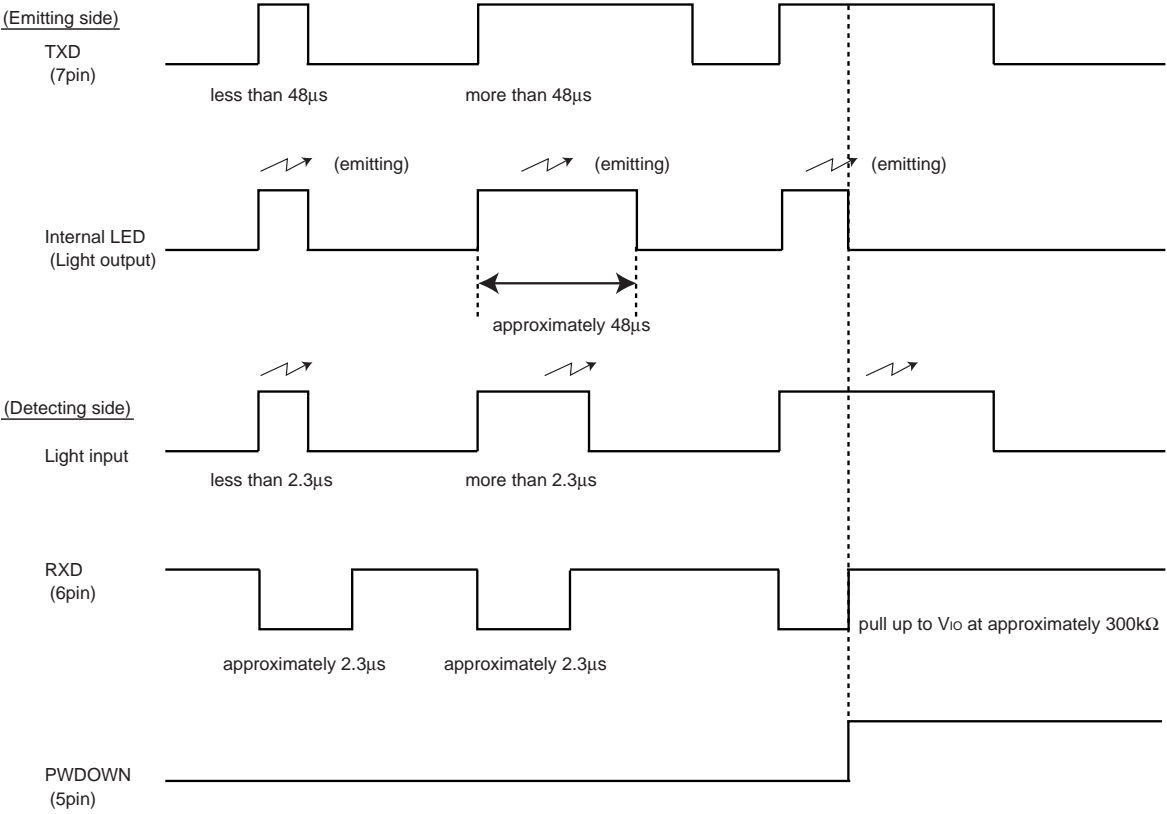 (Emitting side)
TXD
(7pin)
less than 48μs
more than 48μs
(emitting)
(emitting)
(emitting)
Internal LED
(Light output)
approximately 48μs
(Detecting side)
Light input
less than 2.3μs
more than 2.3μs
RXD
(6pin)
pull up to VIO at approximately 300kΩ
approximately 2.3μs
approximately 2.3μs
PWDOWN
(5pin)